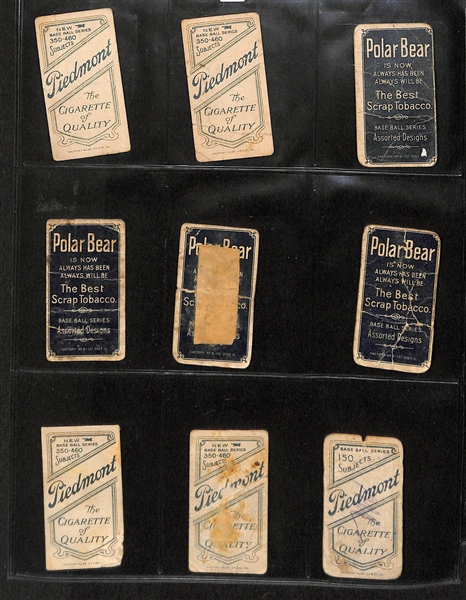 NEW
BASE BALL SERIES
350-460
SUBJECTS
Piedmont
The
CIGARETTE
of
QUALITY
NEW
BASE BALL SERIES
350-460
SUBJECTS
Piedmont
The
CIGARETTE
of
QUALITY
Polar Bear
IS NOW
ALWAYS HAS BEEN
ALWAYS WILL BE
The Best
Scrap Tobacco.
BASE BALL SERIES
Assorted Designs
Polar Bear
IS NOW
ALWAYS HAS BEEN
ALWAYS WILL BE
The Best
Scrap Tobacco.
BASE BALL SERIES
Assorted Designs
Polar Bear
Polar Bear
IS NOW
ALWAYS HAS BEEN
ALWAYS WILL BE
The Best
Scrap Tobacco.
BASE BALL SERIES
Assorted Designs
NEW
BASE BALL SERIES
350-460
SUBJECTS
Piedmont
The
CIGARETTE
of
QUALITY
NEW
BASE BALL SERIES
350-460
SUBJECTS
Piedmont
The
CIGARETTE
of
QUALITY
BASE BALL SERIES
150
SUBJECTS
Piedmont
The
CIGARETTE
of
QUALITY